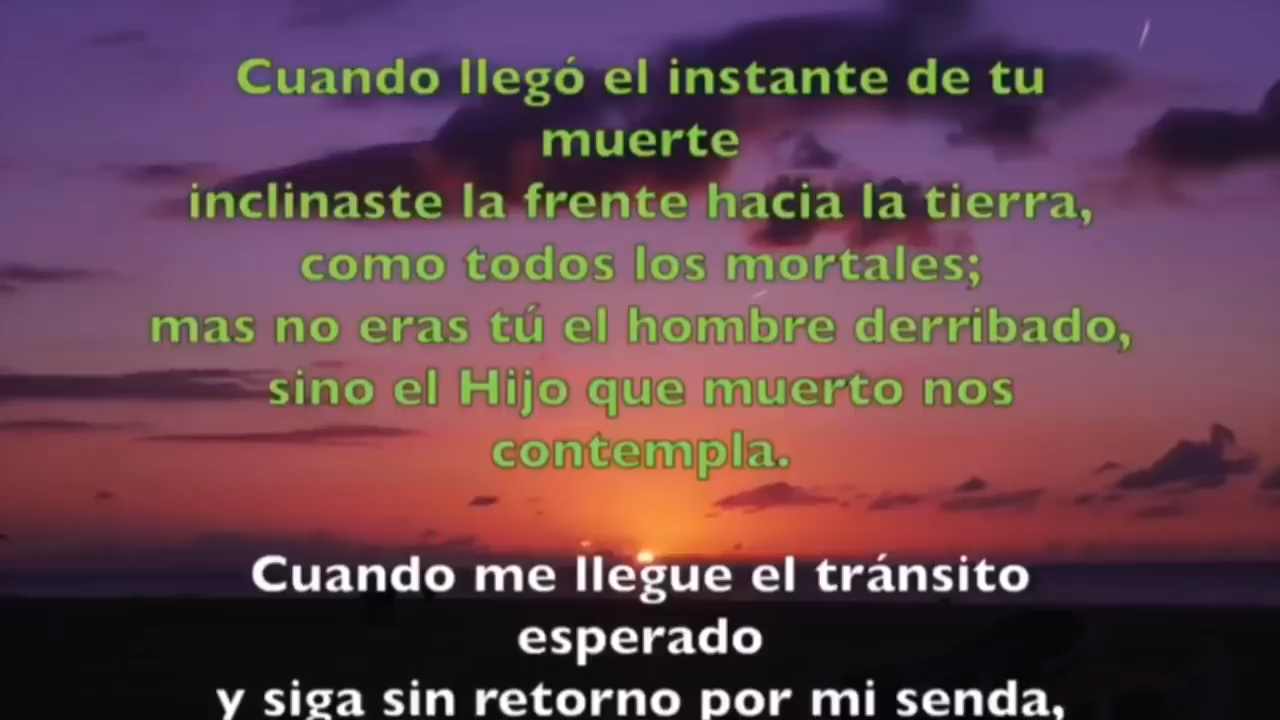 Cuando llegó el instante de tu
muerte
inclinaste la frente hacia la tierra,
como todos los mortales;
mas no eras tú el hombre derribado,
sino el Hijo que muerto nos
contempla.
Cuando me llegue el tránsito
esperado
y siga sin retorno por mi senda,